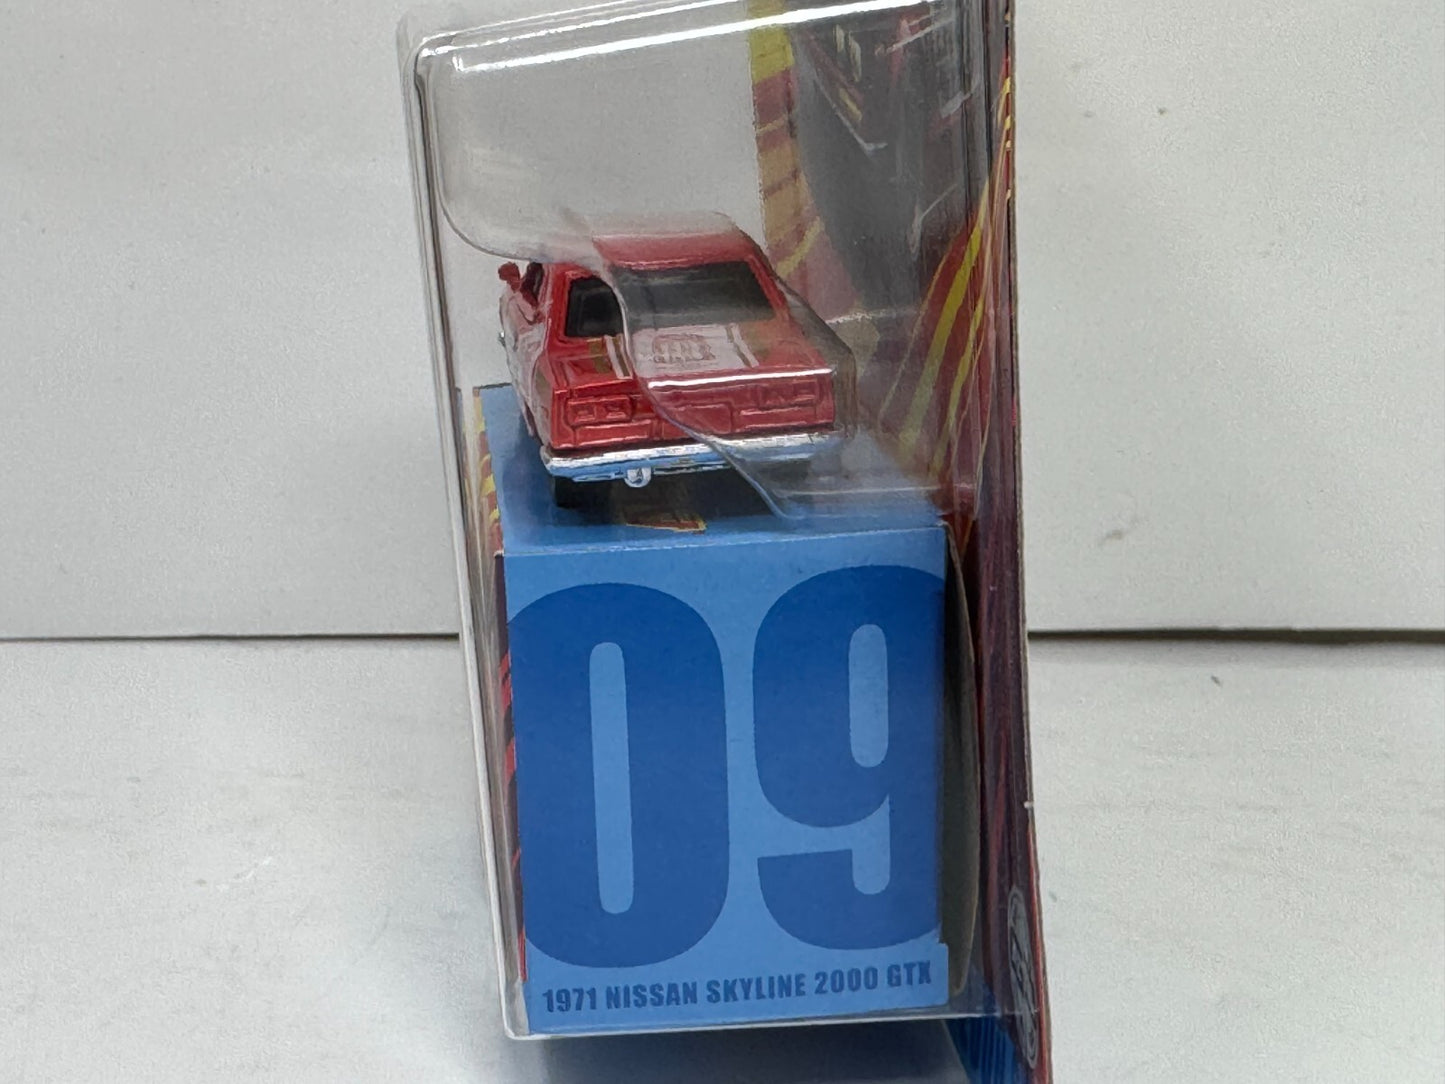 09
1971 NISSAN SKYLINE 2000 GTX